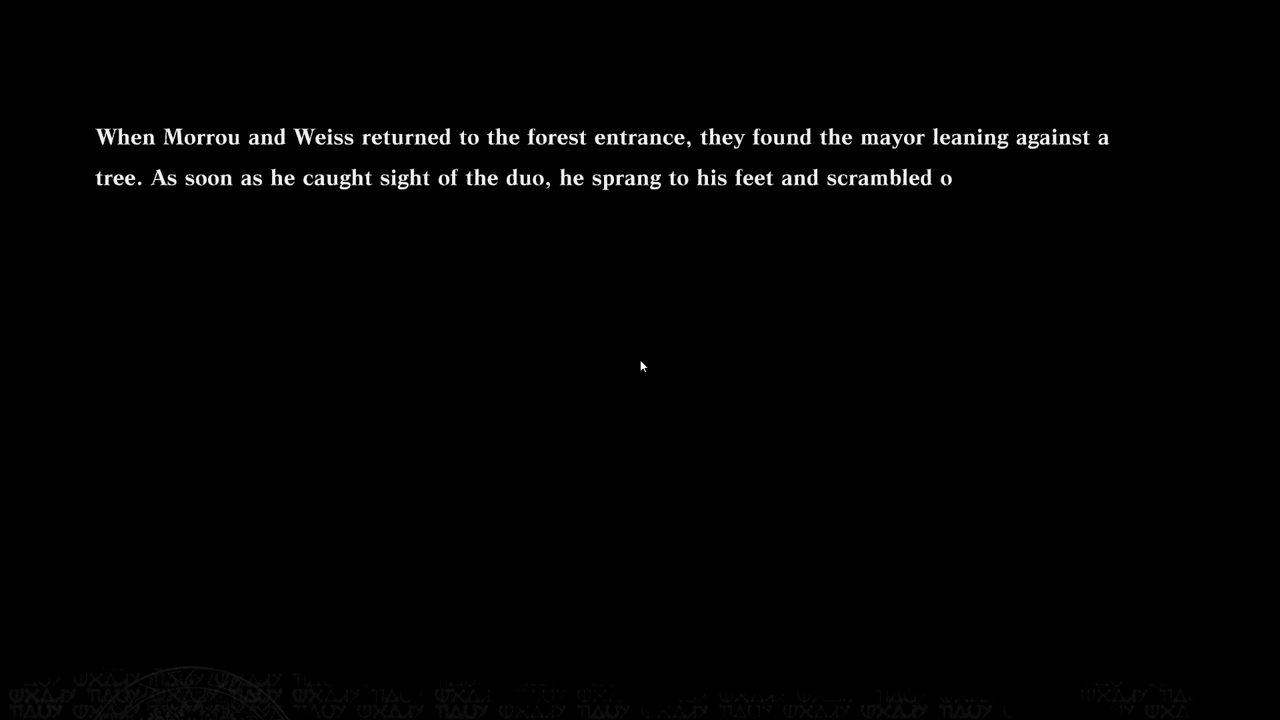 When Morrou and Weiss returned to the forest entrance, they found the mayor leaning against a
tree. As soon as he caught sight of the duo, he sprang to his feet and scrambled o